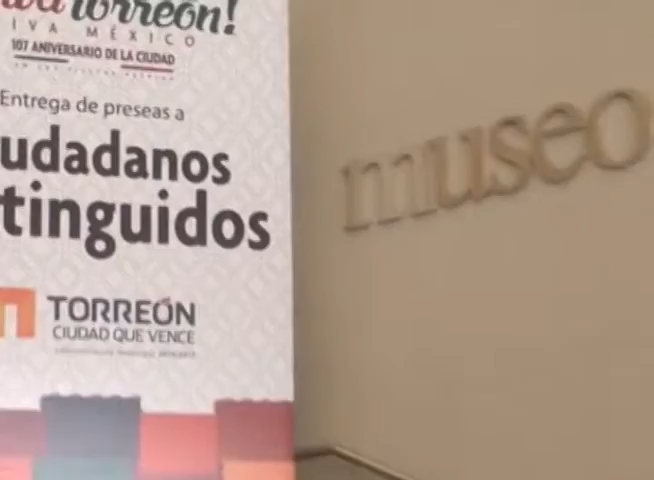 Torreón!
IVA MÉXICO
107 ANIVERSARIO DE LA CIUDAD
Entrega de preseas a
udadanos
tinguidos
TORREÓN
CIUDAD QUE VENCE
museo